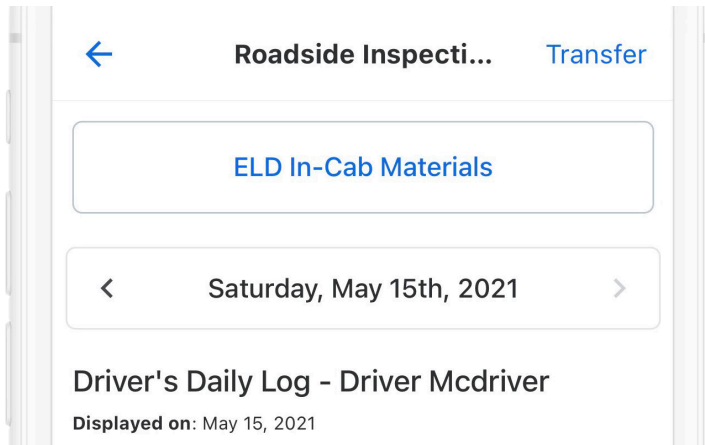 Roadside Inspecti... Transfer
ELD In-Cab Materials
Saturday, May 15th, 2021
Driver's Daily Log - Driver Mcdriver
Displayed on: May 15, 2021